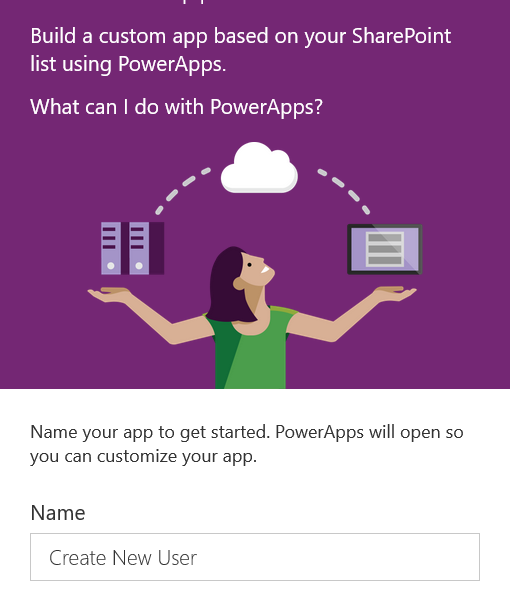 Build a custom app based on your SharePoint
list using PowerApps.
What can I do with PowerApps?
Name your app to get started. PowerApps will open so
you can customize your app.
Name
Create New User